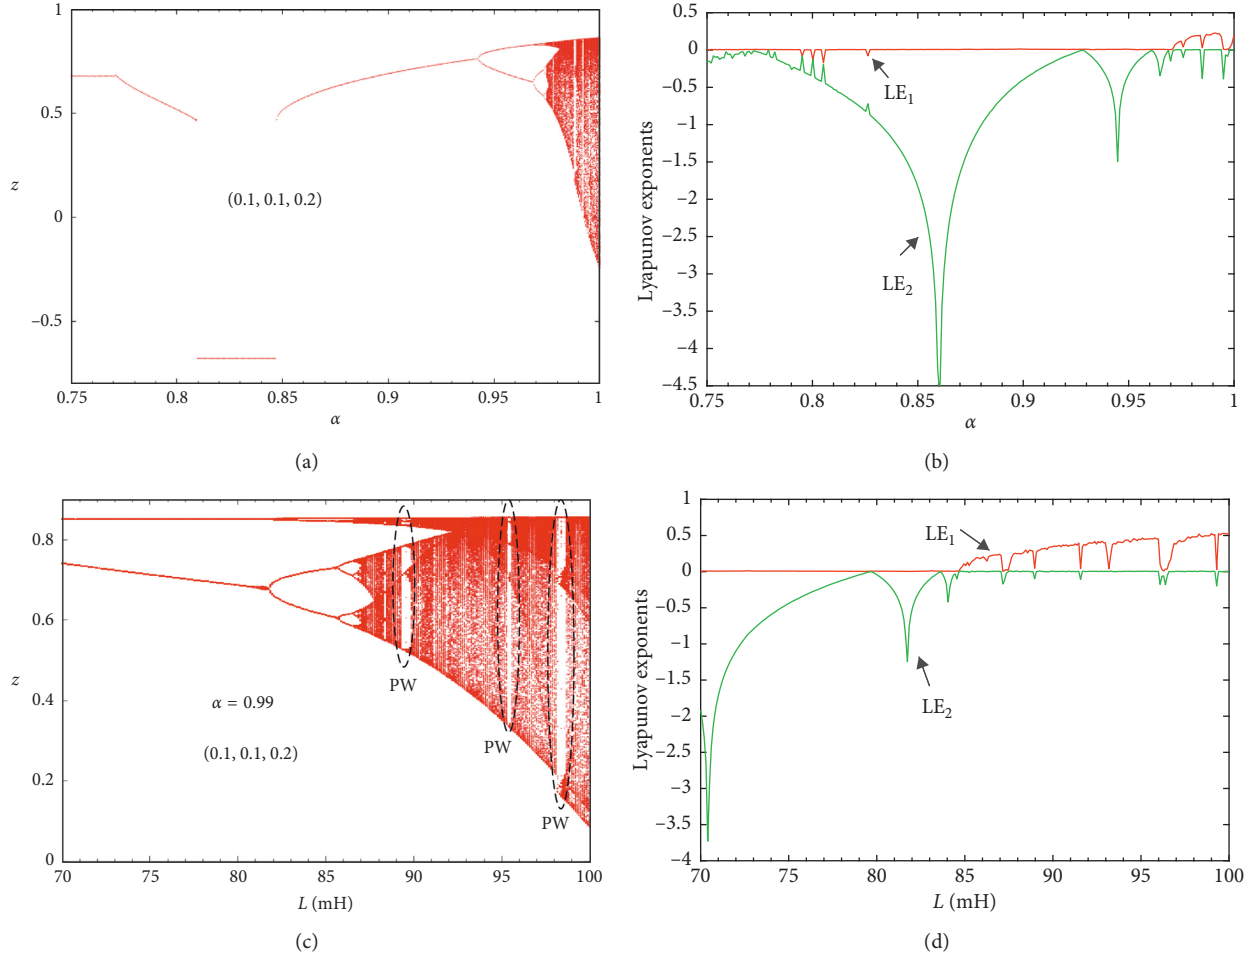 1
0.5
z
0
−0.5
(0.1, 0.1, 0.2)
0.75 0.8 0.85 0.9 0.95 1
α
(a)
0.5
0
−0.5
−1
−1.5
−2
−2.5
−3
−3.5
−4
−4.5
Lyapunov exponents
LE1
LE2
0.75 0.8 0.85 0.9 0.95 1
α
(b)
0.8
0.6
z
0.4
0.2
0
PW
α = 0.99
(0.1, 0.1, 0.2)
PW
PW
70 75 80 85 90 95 100
L (mH)
(c)
1
0.5
0
−0.5
−1
−1.5
−2
−2.5
−3
−3.5
−4
Lyapunov exponents
LE1
LE2
70 75 80 85 90 95 100
L (mH)
(d)